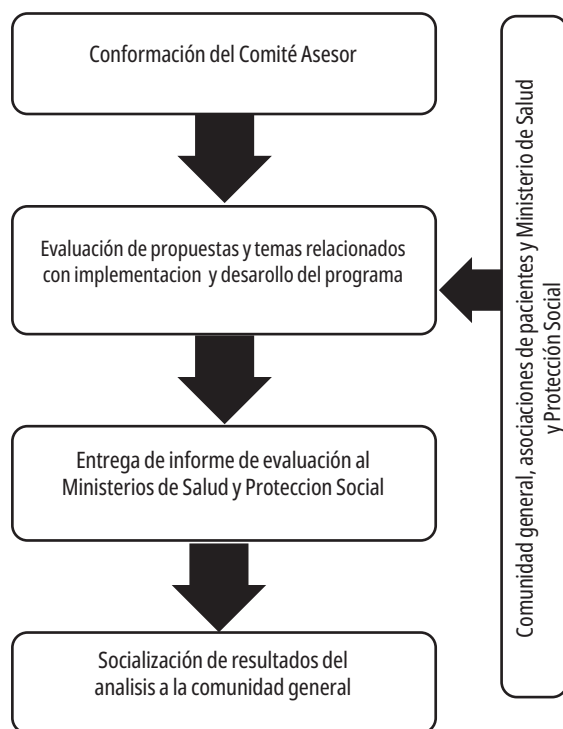 Conformación del Comité Asesor
Evaluación de propuestas y temas relacionados
con implementacion y desarollo del programa
Entrega de informe de evaluación al
Ministerios de Salud y Proteccion Social
Socialización de resultados del
analisis a la comunidad general
Comunidad general, asociaciones de pacientes y Ministerio de Salud
y Protección Social